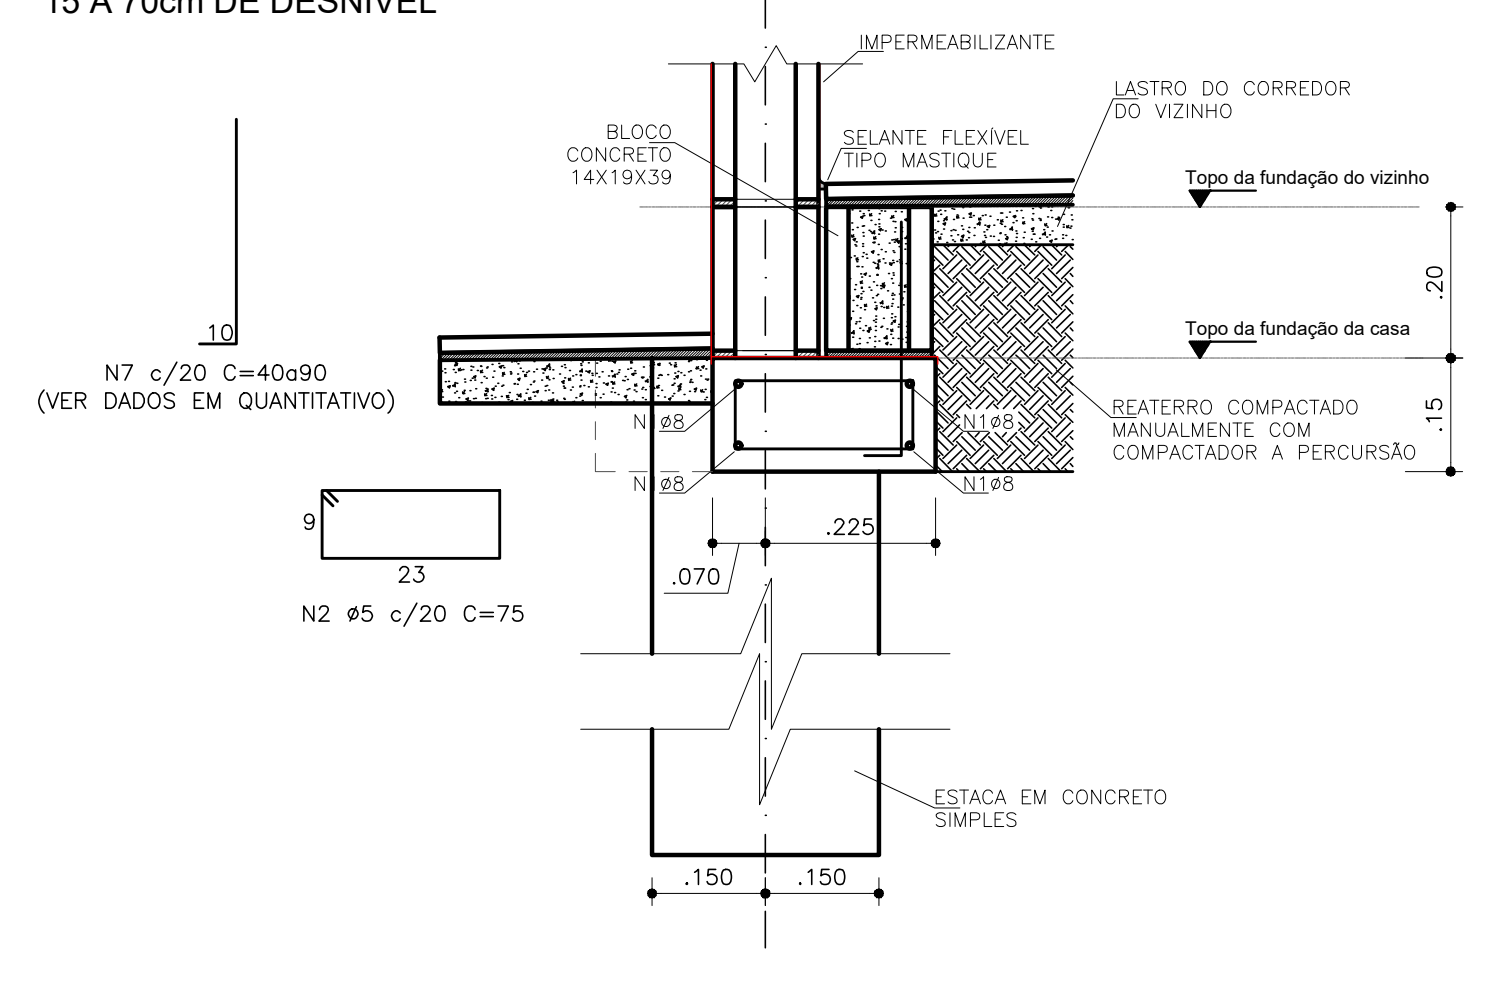 15 A 70cm DE DESNÍVEL
IMPERMEABILIZANTE
LASTRO DO CORREDOR
DO VIZINHO
BLOCO
CONCRETO
14X19X39
SELANTE FLEXÍVEL
TIPO MASTIQUE
Topo da fundação do vizinho
.20
10
Topo da fundação da casa
N7 c/20 C=40a90
(VER DADOS EM QUANTITATIVO)
N1ø8
N1ø8
REATERRO COMPACTADO
MANUALMENTE COM
COMPACTADOR A PERCURSÃO
.15
N1ø8
N1ø8
9
23
N2 ø5 c/20 C=75
.225
.070
ESTACA EM CONCRETO
SIMPLES
.150
.150